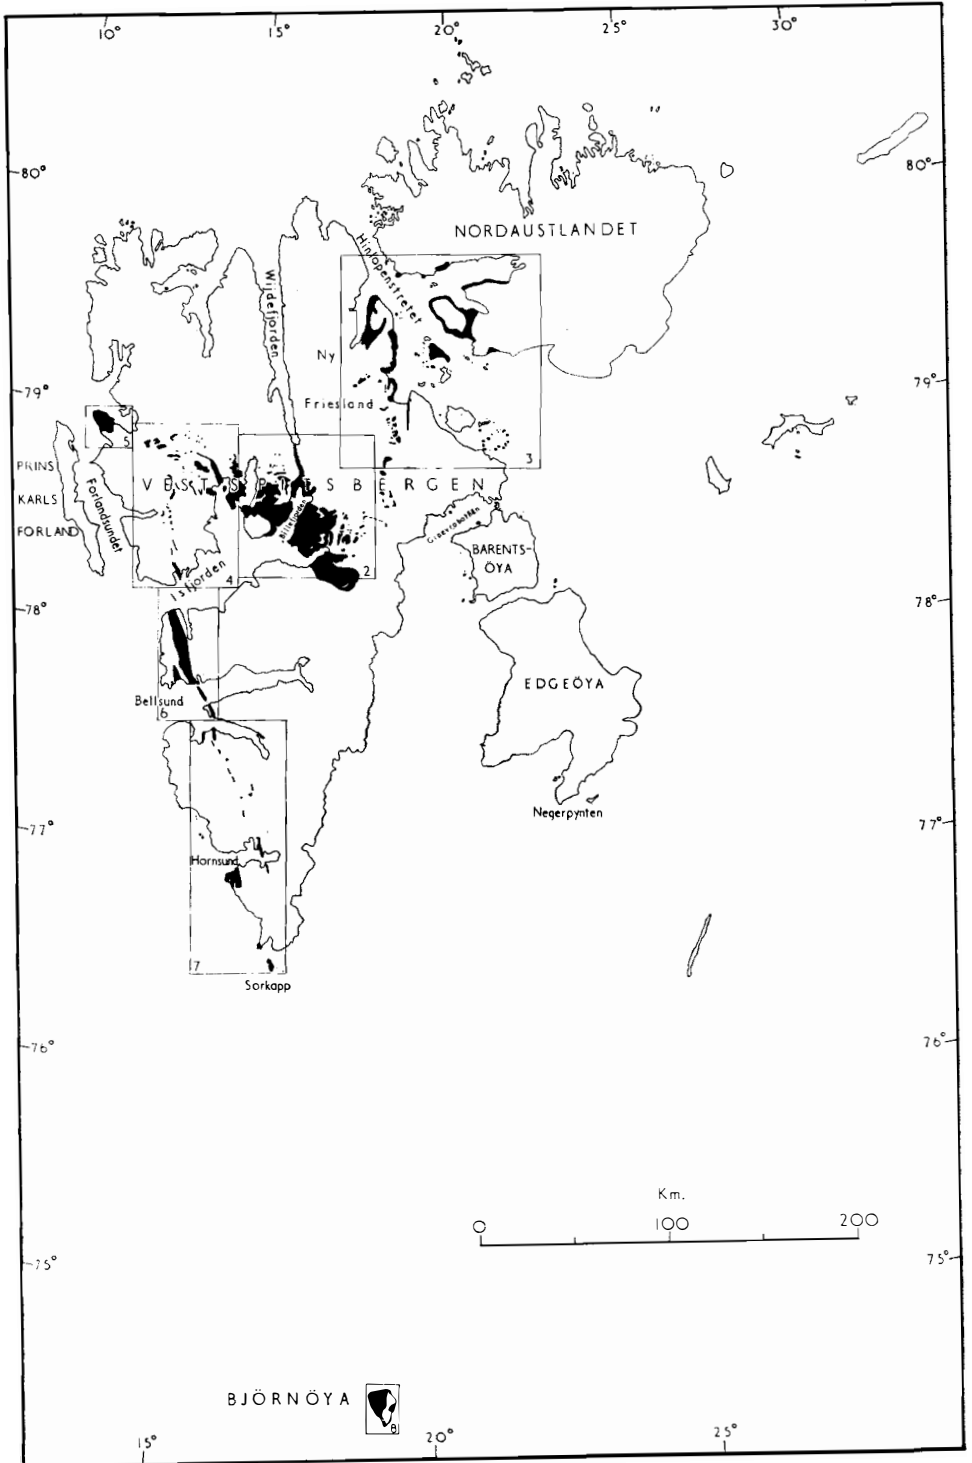 10° 15° 20° 25° 30°
80° 80°
NORDAUSTLANDET
Hinlopenstretet
Wijdefjorden
Ny
Friesland
79° 79°
5
3
PRINS
KARLS
FORLAND
Forlandsundet
VESTSPITSBERGEN
Billefjorden
BARENTS-
ÖYA
2
4
Isfjorden
78° 78°
EDGEÖYA
Bellsund
6
Negerpynten
77° 77°
Hornsund
7
Sorkapp
76° 76°
Km.
0 100 200
75° 75°
BJÖRNÖYA
8
15° 20° 25°